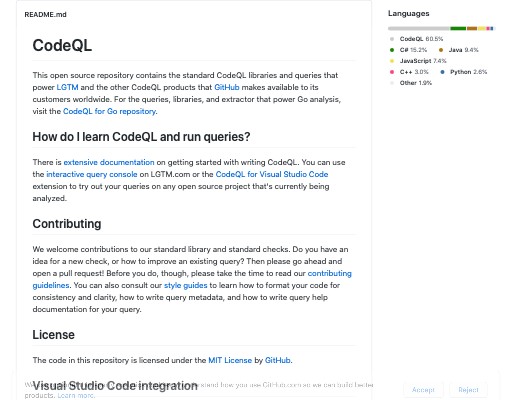 README.md
CodeQL
This open source repository contains the standard CodeQL libraries and queries that
power LGTM and the other CodeQL products that GitHub makes available to its
customers worldwide. For the queries, libraries, and extractor that power Go analysis,
visit the CodeQL for Go repository.
How do I learn CodeQL and run queries?
There is extensive documentation on getting started with writing CodeQL. You can use
the interactive query console on LGTM.com or the CodeQL for Visual Studio Code
extension to try out your queries on any open source project that's currently being
analyzed.
Contributing
We welcome contributions to our standard library and standard checks. Do you have an
idea for a new check, or how to improve an existing query? Then please go ahead and
open a pull request! Before you do, though, please take the time to read our contributing
guidelines. You can also consult our style guides to learn how to format your code for
consistency and clarity, how to write query metadata, and how to write query help
documentation for your query.
License
The code in this repository is licensed under the MIT License by GitHub.
Visual Studio Code integration
how you use GitHub.com so we can build better
products. Learn more.
Accept Reject
Languages
CodeQL 60.5%
C# 15.2% Java 9.4%
JavaScript 7.4%
C++ 3.0% Python 2.6%
Other 1.9%